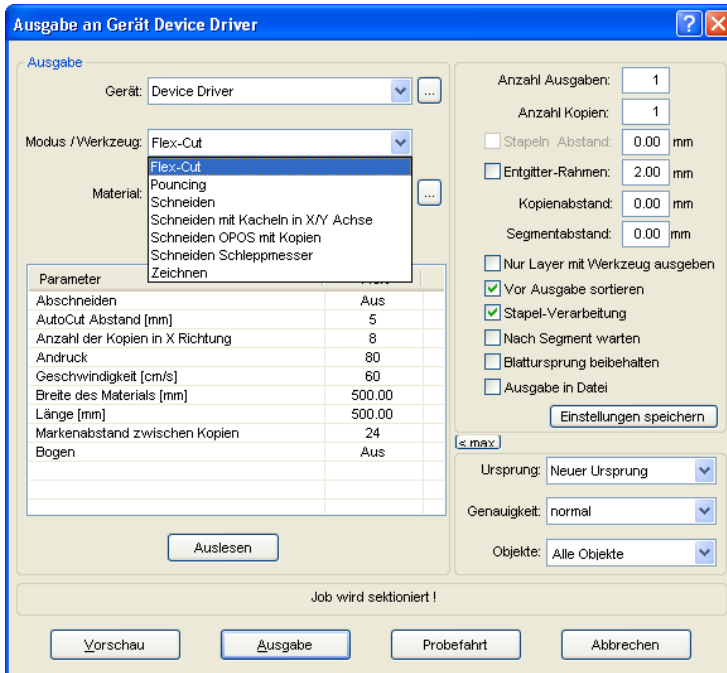 Ausgabe an Gerät Device Driver
Ausgabe
Gerät: Device Driver ...
Modus / Werkzeug: Flex-Cut
Flex-Cut
Pouncing
Schneiden
Schneiden mit Kacheln in X/Y Achse
Schneiden OPOS mit Kopien
Schneiden Schleppmesser
Zeichnen
Material: ...
Parameter
Abschneiden Aus
AutoCut Abstand [mm] 5
Anzahl der Kopien in X Richtung 8
Andruck 80
Geschwindigkeit [cm/s] 60
Breite des Materials [mm] 500.00
Länge [mm] 500.00
Markenabstand zwischen Kopien 24
Bogen Aus
Auslesen
Anzahl Ausgaben: 1
Anzahl Kopien: 1
Stapeln Abstand: 0.00 mm
Entgitter-Rahmen: 2.00 mm
Kopienabstand: 0.00 mm
Segmentabstand: 0.00 mm
Nur Layer mit Werkzeug ausgeben
Vor Ausgabe sortieren
Stapel-Verarbeitung
Nach Segment warten
Blattursprung beibehalten
Ausgabe in Datei
Einstellungen speichern
< max
Ursprung: Neuer Ursprung
Genauigkeit: normal
Objekte: Alle Objekte
Job wird sektioniert !
Vorschau Ausgabe Probefahrt Abbrechen